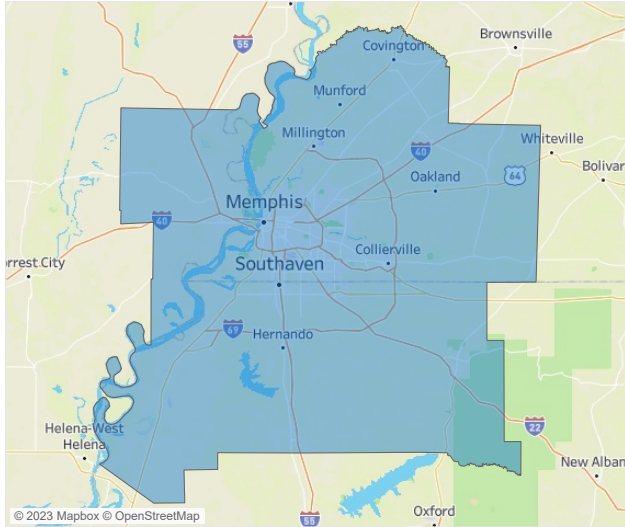 55
Covington
Brownsville
Munford
Millington
40
Whiteville
Oakland
64
Bolivar
Memphis
40
Collierville
rrest City
Southaven
69
Hernando
Helena-West
Helena
22
New Alban
© 2023 Mapbox © OpenStreetMap
55
Oxford